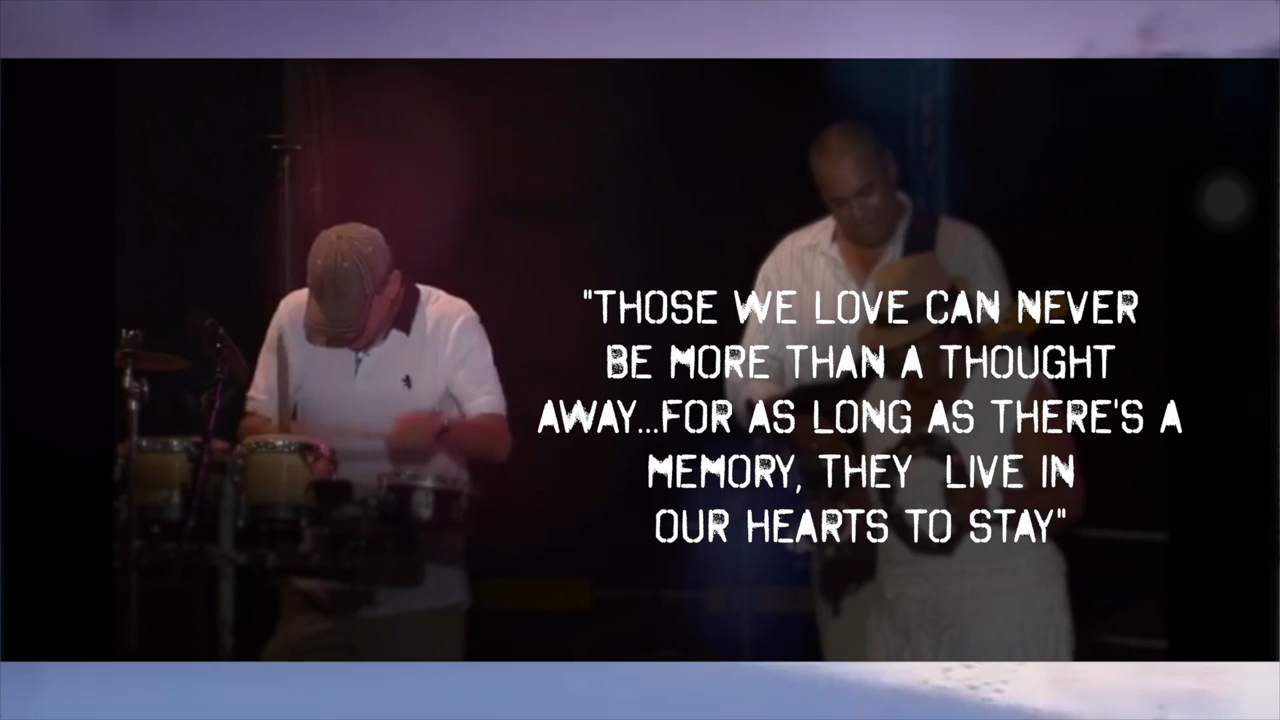 "THOSE WE LOVE CAN NEVER
BE MORE THAN A THOUGHT
AWAY...FOR AS LONG AS THERE'S A
MEMORY, THEY LIVE IN
OUR HEARTS TO STAY"